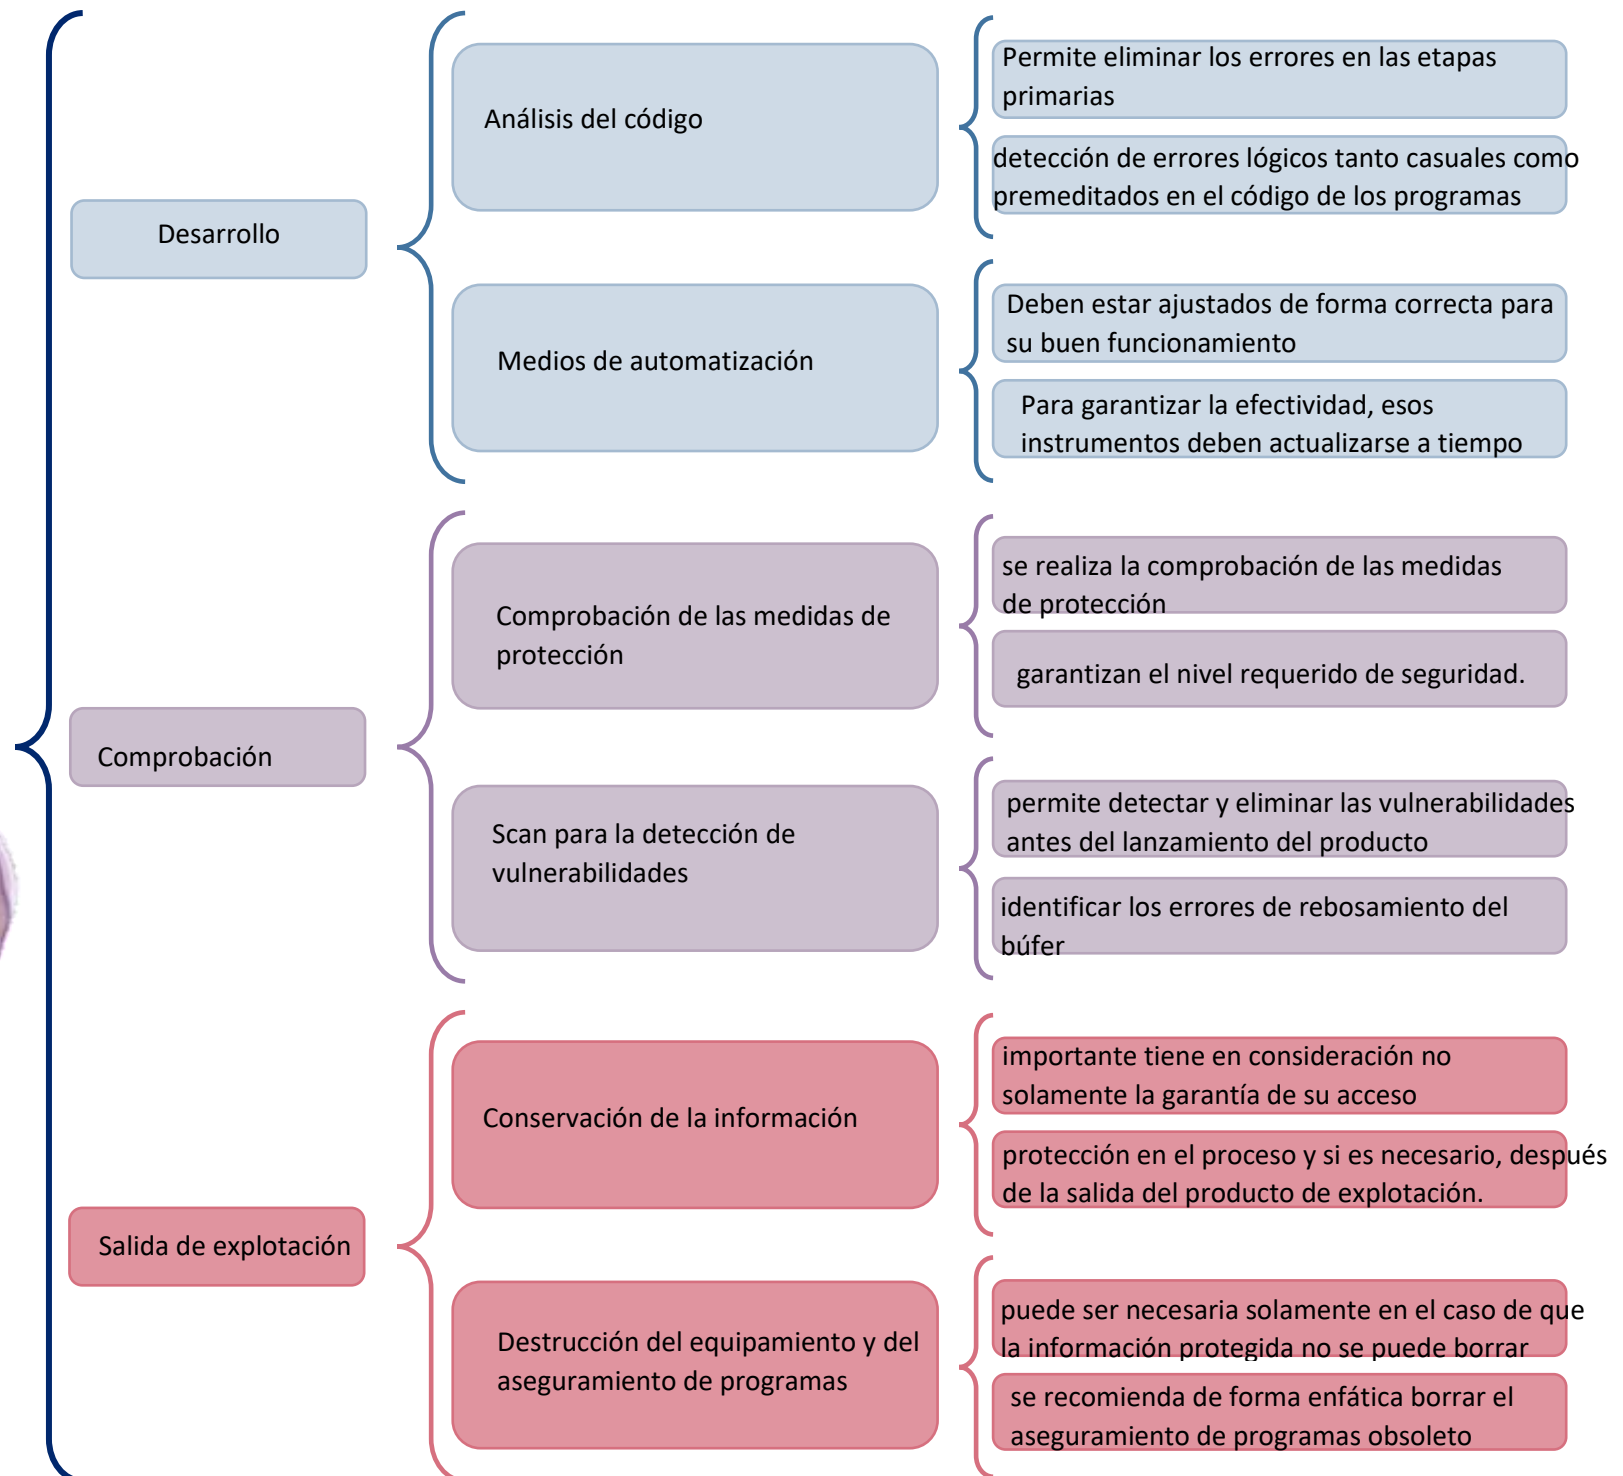 Desarrollo
Análisis del código
Permite eliminar los errores en las etapas
primarias
detección de errores lógicos tanto casuales como
premeditados en el código de los programas
Medios de automatización
Deben estar ajustados de forma correcta para
su buen funcionamiento
Para garantizar la efectividad, esos
instrumentos deben actualizarse a tiempo
Comprobación
Comprobación de las medidas de
protección
se realiza la comprobación de las medidas
de protección
garantizan el nivel requerido de seguridad.
Scan para la detección de
vulnerabilidades
permite detectar y eliminar las vulnerabilidades
antes del lanzamiento del producto
identificar los errores de rebosamiento del
búfer
Salida de explotación
Conservación de la información
importante tiene en consideración no
solamente la garantía de su acceso
protección en el proceso y si es necesario, después
de la salida del producto de explotación.
Destrucción del equipamiento y del
aseguramiento de programas
puede ser necesaria solamente en el caso de que
la información protegida no se puede borrar
se recomienda de forma enfática borrar el
aseguramiento de programas obsoleto